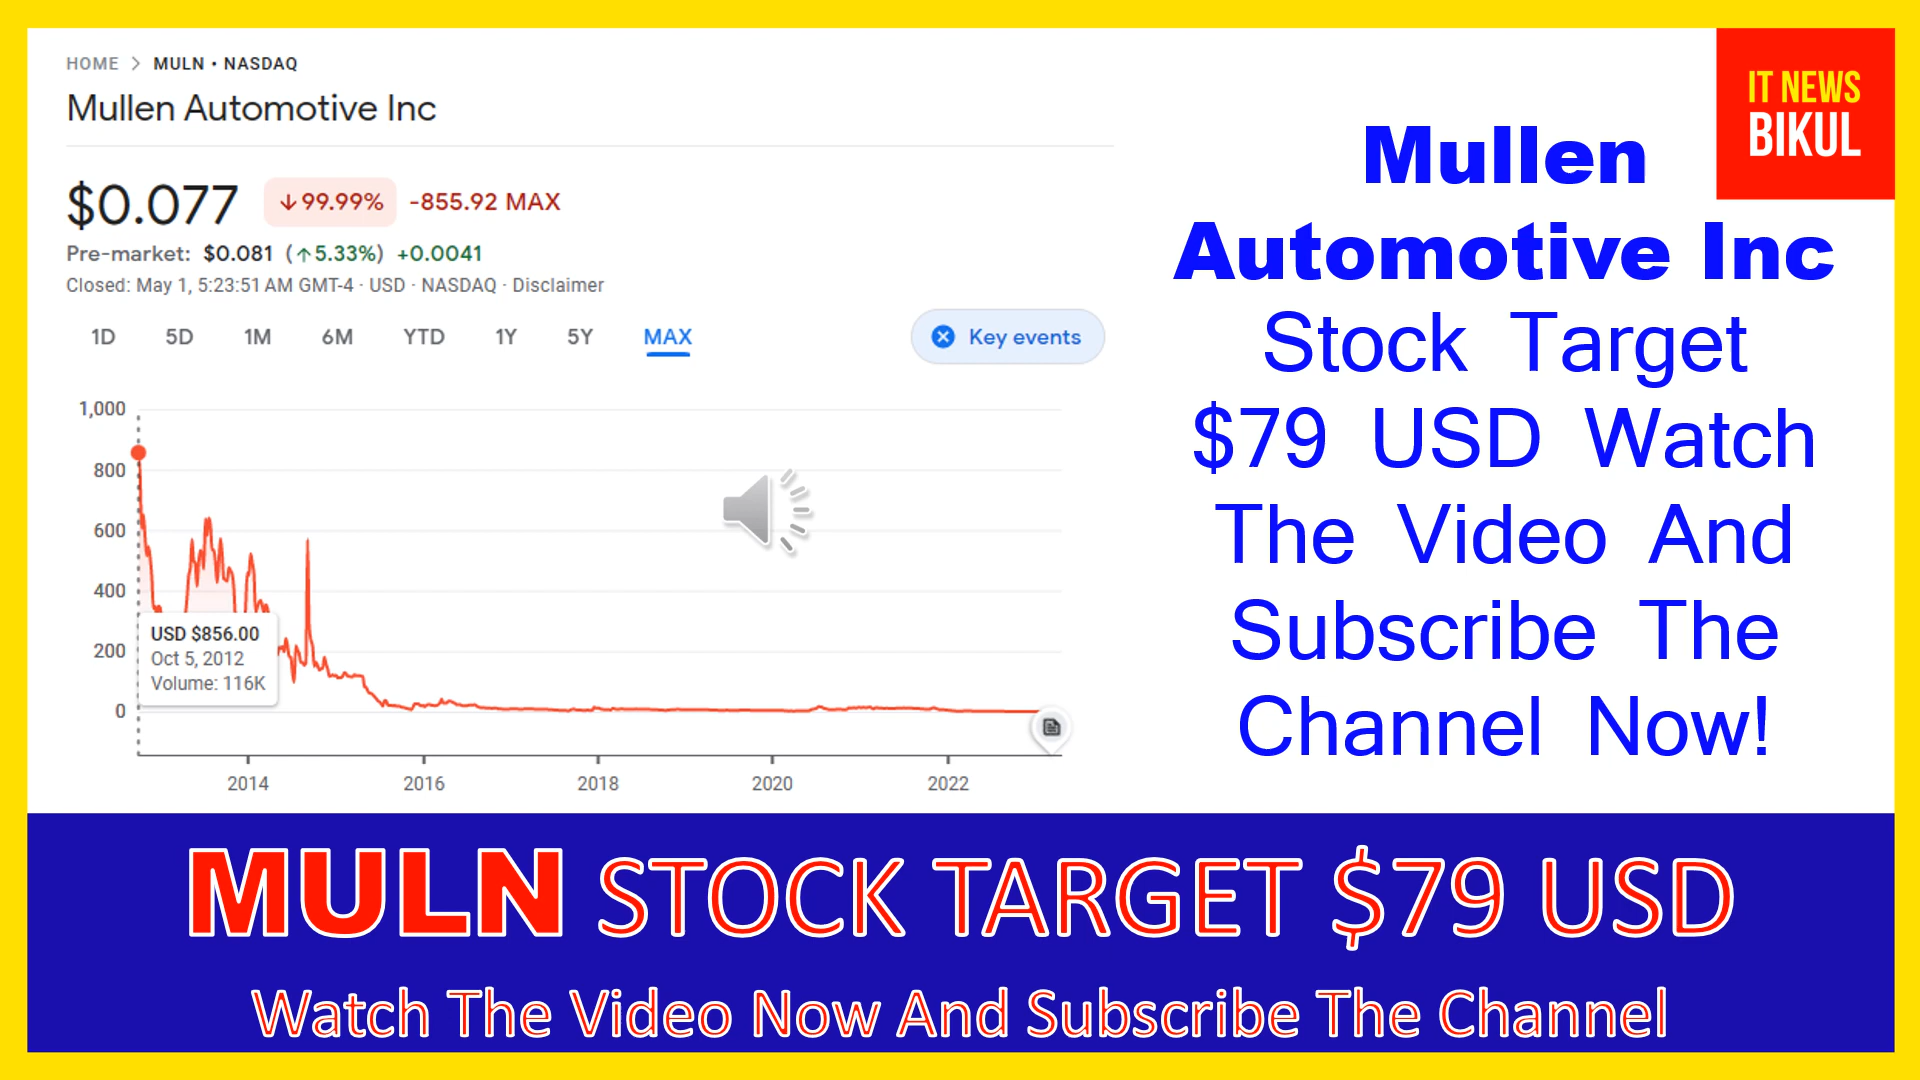 HOME > MULN • NASDAQ
Mullen Automotive Inc
$0.077 ↓99.99% -855.92 MAX
Pre-market: $0.081 (↑5.33%) +0.0041
Closed: May 1, 5:23:51 AM GMT-4 · USD · NASDAQ · Disclaimer
1D 5D 1M 6M YTD 1Y 5Y MAX
Key events
1,000
800
600
400
200
0
USD $856.00
Oct 5, 2012
Volume: 116K
2014 2016 2018 2020 2022
IT NEWS
BIKUL
Mullen
Automotive Inc
Stock Target
$79 USD Watch
The Video And
Subscribe The
Channel Now!
MULN STOCK TARGET $79 USD
Watch The Video Now And Subscribe The Channel